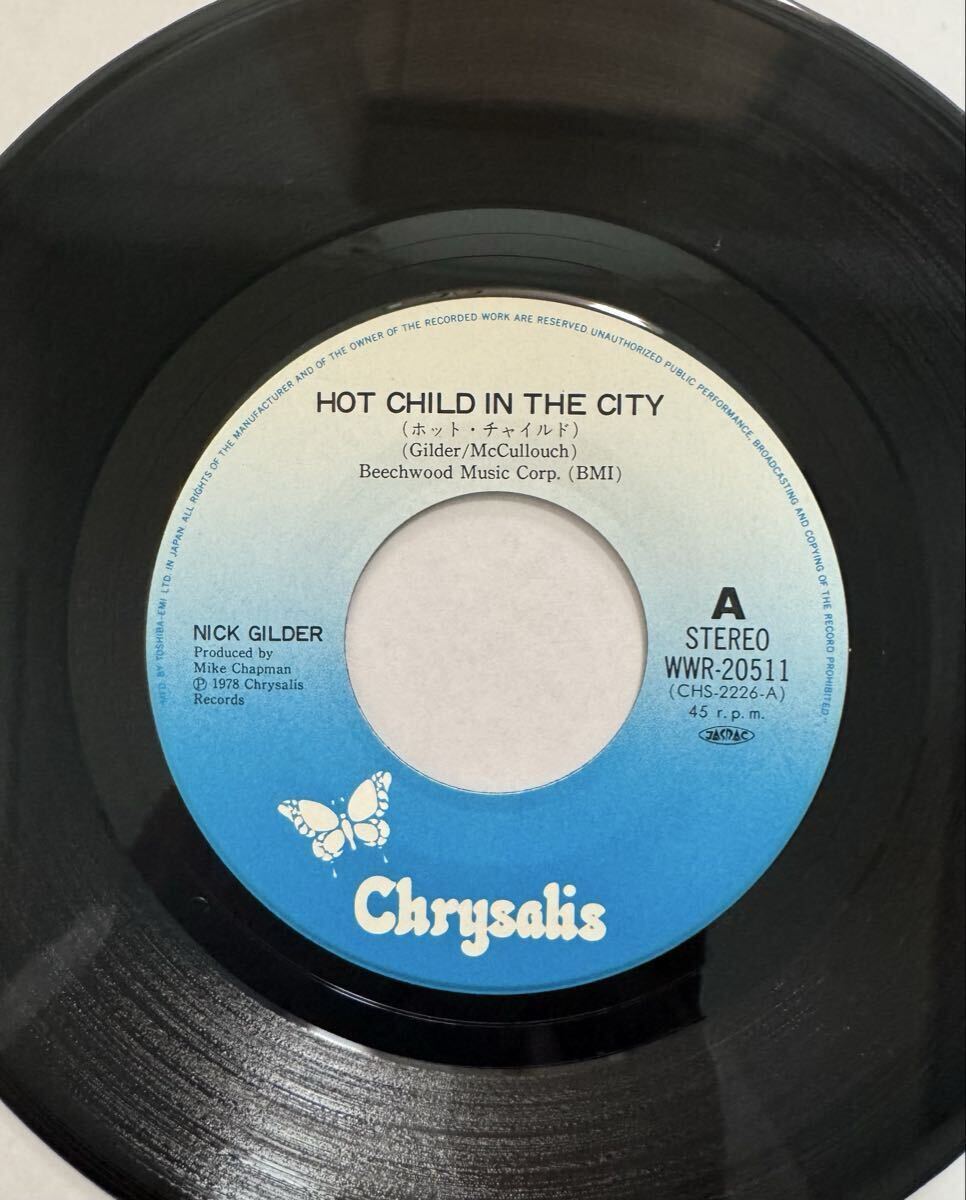 MFD. BY TOSHIBA-EMI LTD. IN JAPAN. ALL RIGHTS OF THE MANUFACTURER AND OF THE OWNER OF THE RECORDED WORK ARE RESERVED. UNAUTHORIZED PUBLIC PERFORMANCE, BROADCASTING AND COPYING OF THE RECORD PROHIBITED.
HOT CHILD IN THE CITY
(ホット・チャイルド)
(Gilder/McCullouch)
Beechwood Music Corp. (BMI)
NICK GILDER
Produced by
Mike Chapman
Ⓟ 1978 Chrysalis
Records
A
STEREO
WWR-20511
(CHS-2226-A)
45 r.p.m.
JASRAC
Chrysalis